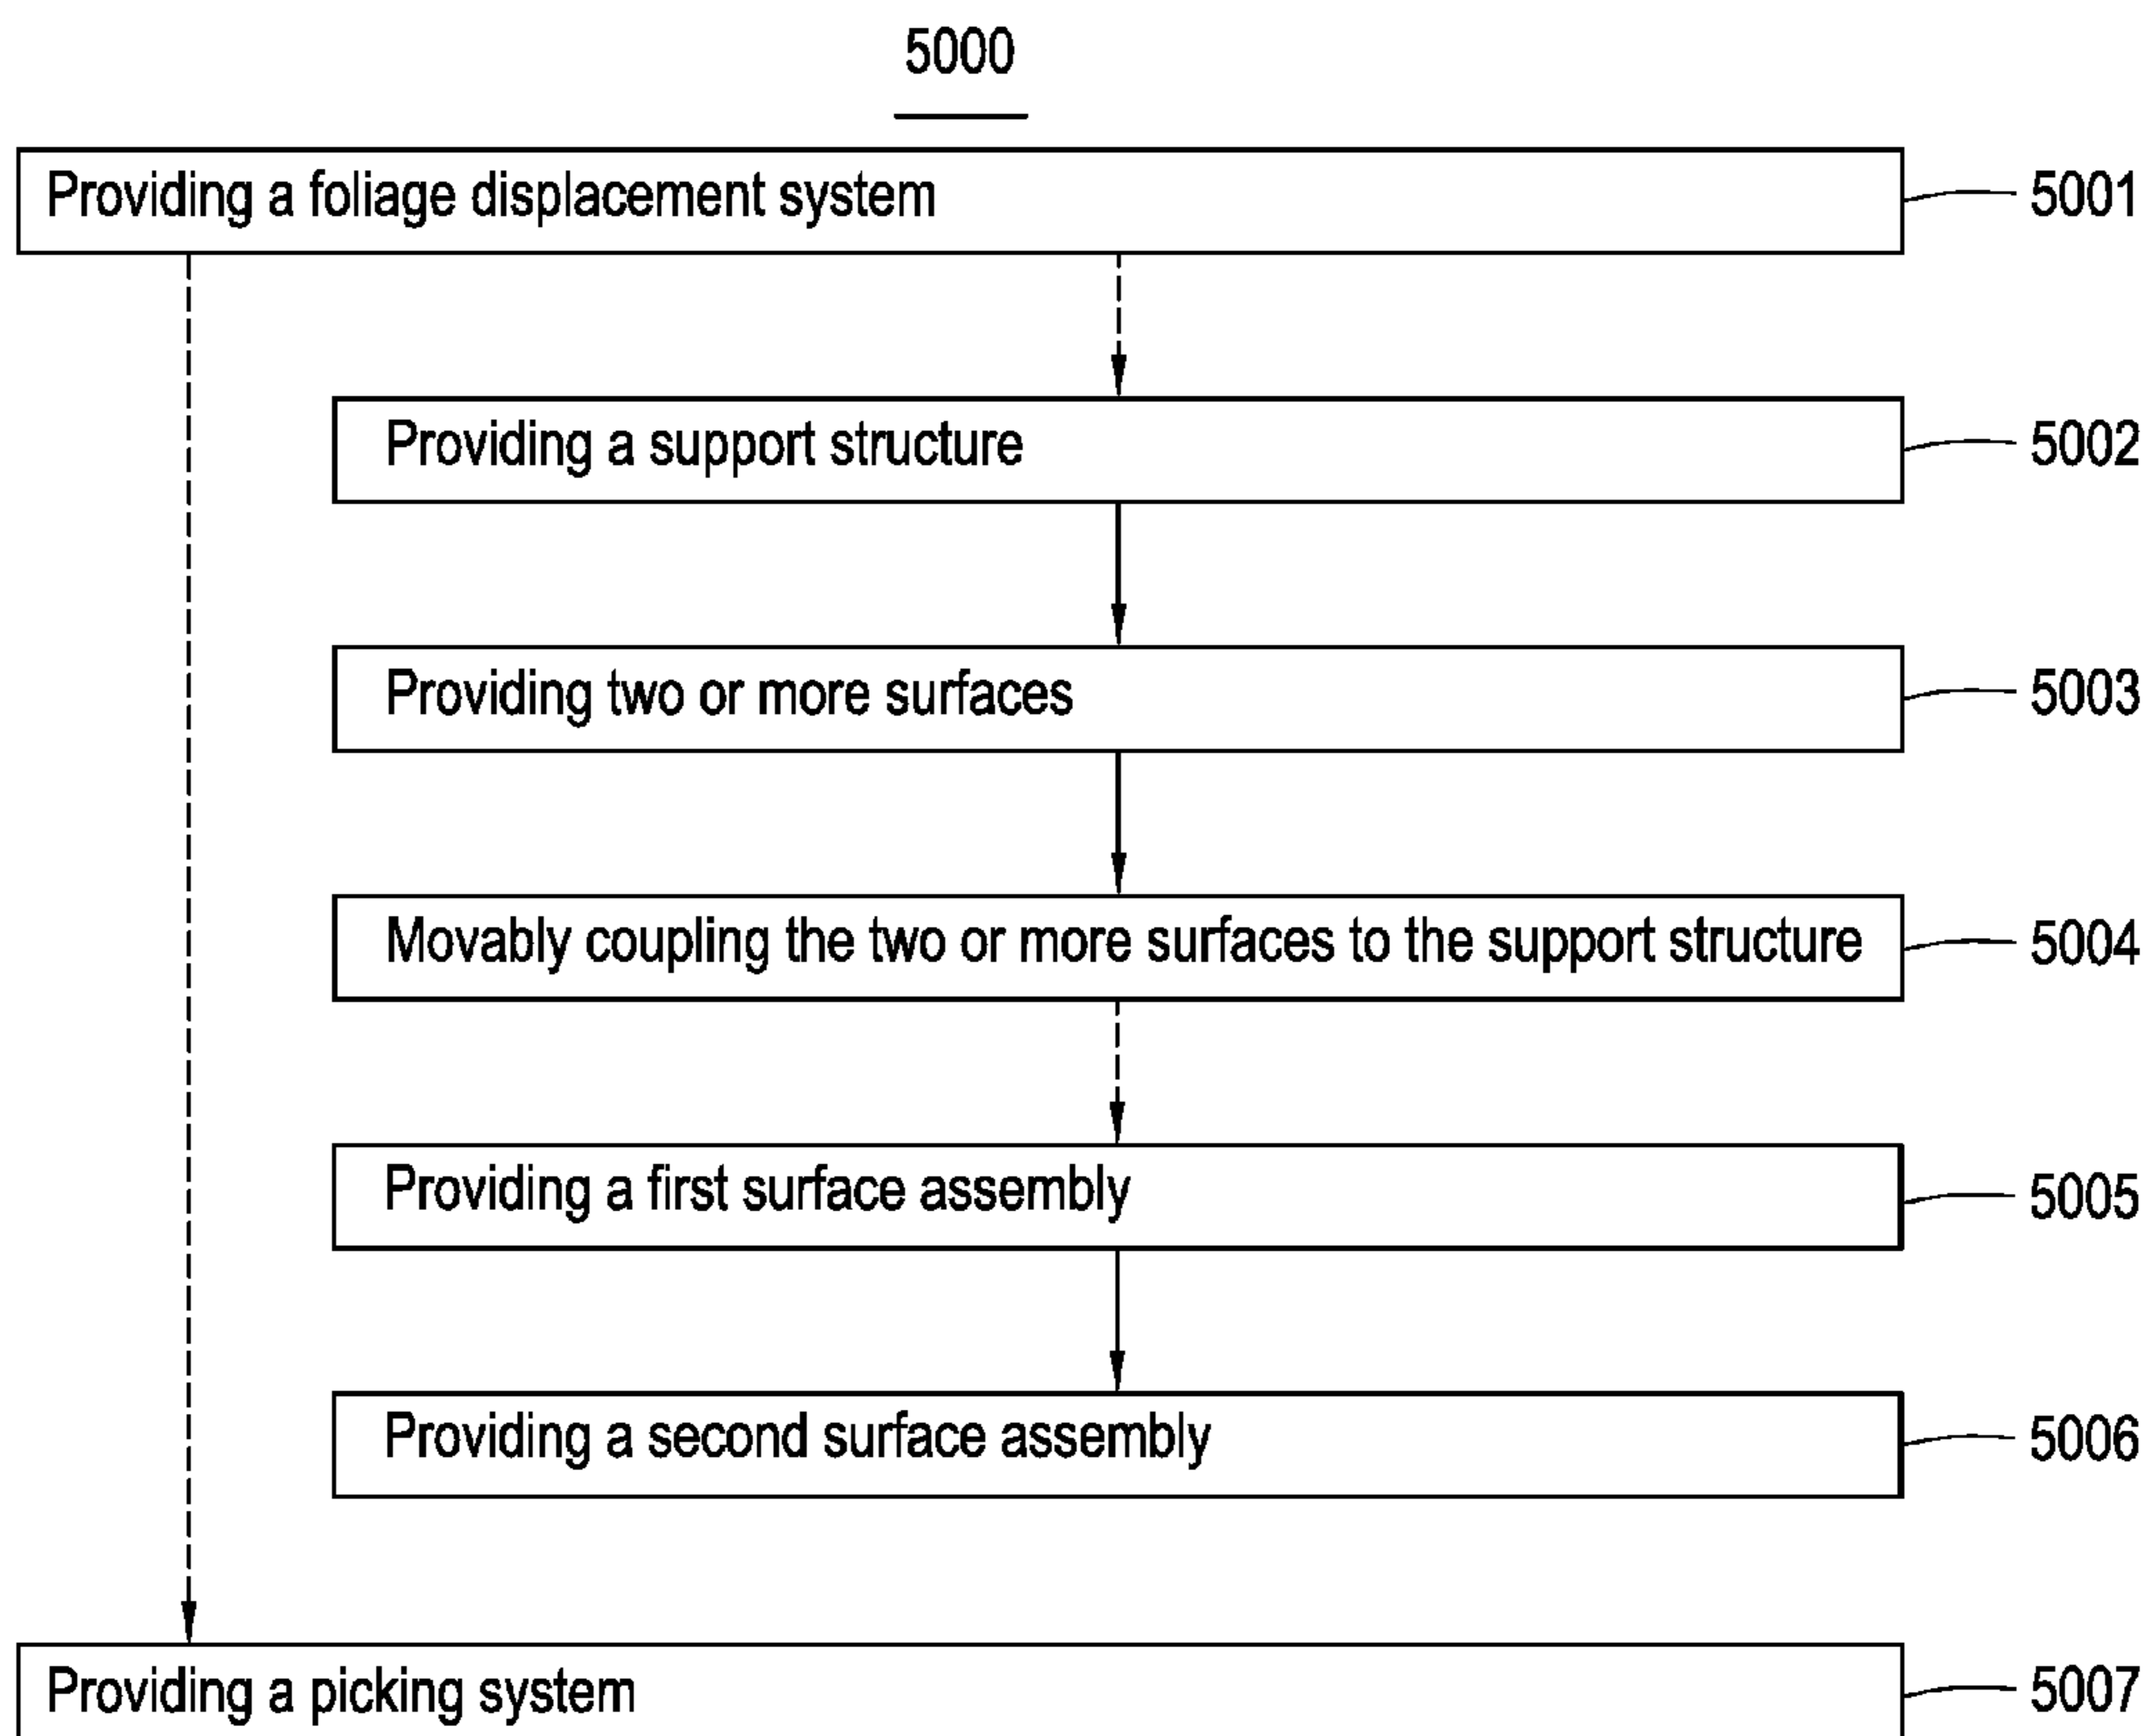 5000
Providing a foliage displacement system 5001
Providing a support structure 5002
Providing two or more surfaces 5003
Movably coupling the two or more surfaces to the support structure 5004
Providing a first surface assembly 5005
Providing a second surface assembly 5006
Providing a picking system 5007